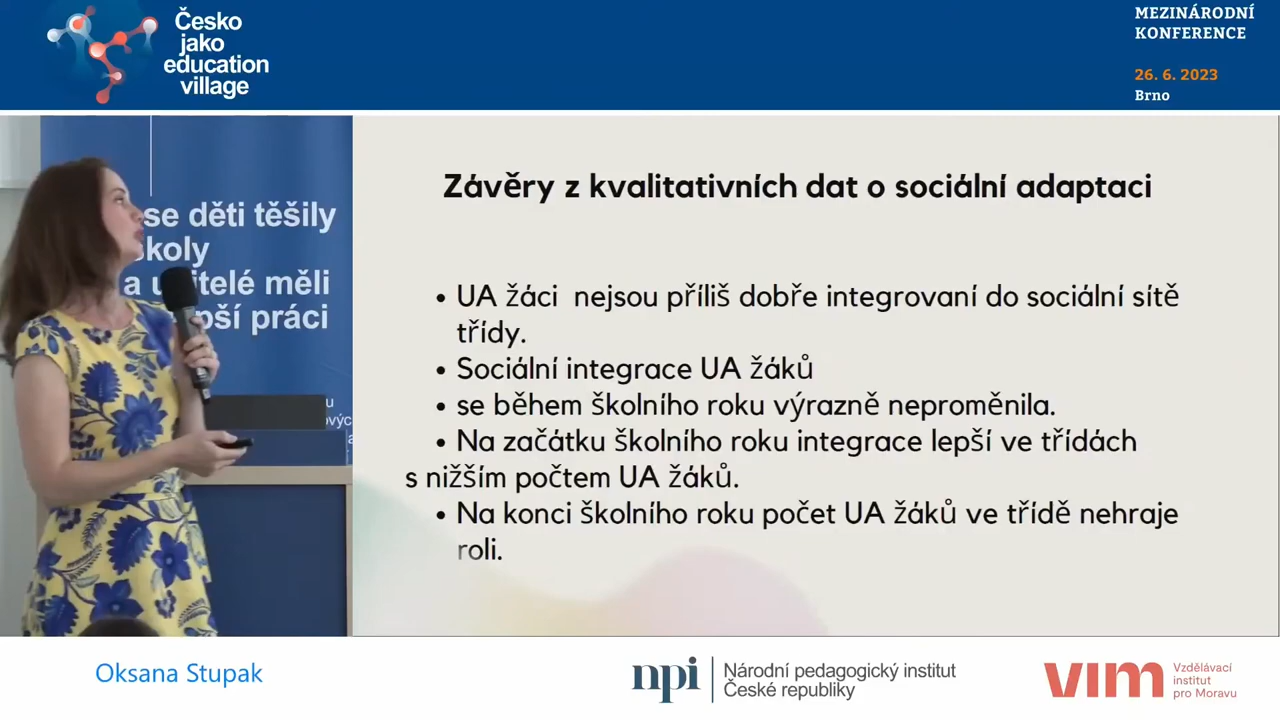 Česko
jako
education
village
MEZINÁRODNÍ
KONFERENCE
26. 6. 2023
Brno
se děti těšily
školy
a učitelé měli
práci
Závěry z kvalitativních dat o sociální adaptaci
• UA žáci nejsou příliš dobře integrovaní do sociální sítě
třídy.
• Sociální integrace UA žáků
• se během školního roku výrazně neproměnila.
• Na začátku školního roku integrace lepší ve třídách
s nižším počtem UA žáků.
• Na konci školního roku počet UA žáků ve třídě nehraje
roli.
Oksana Stupak
npi
Národní pedagogický institut
České republiky
vim
Vzdělávací
institut
pro Moravu